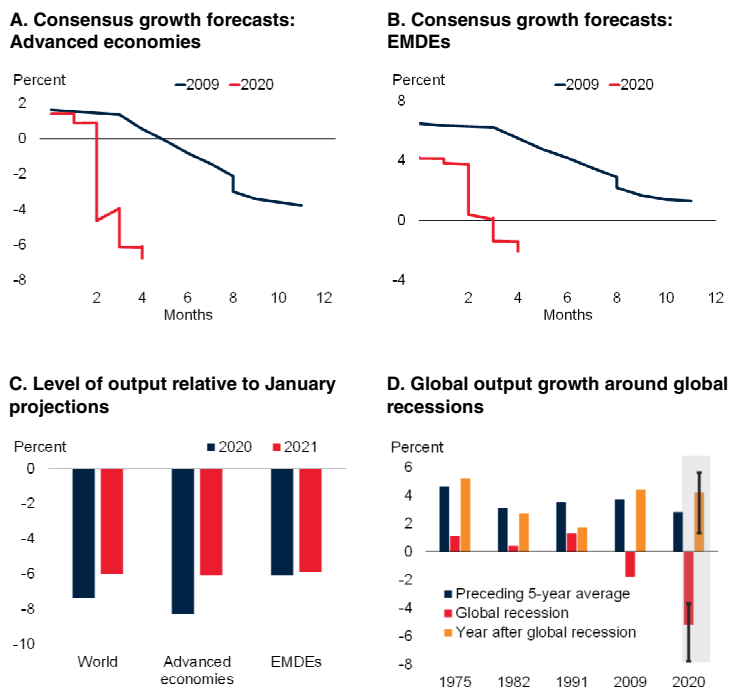 A. Consensus growth forecasts:
Advanced economies
Percent
2009 2020
2
0
-2
-4
-6
-8
2 4 6 8 10 12
Months
B. Consensus growth forecasts:
EMDEs
Percent
2009 2020
8
4
0
-4
2 4 6 8 10 12
Months
C. Level of output relative to January
projections
Percent
2020 2021
0
-2
-4
-6
-8
-10
World Advanced EMDEs
economies
D. Global output growth around global
recessions
Percent
6
4
2
0
-2
-4
-6
-8
Preceding 5-year average
Global recession
Year after global recession
1975 1982 1991 2009 2020